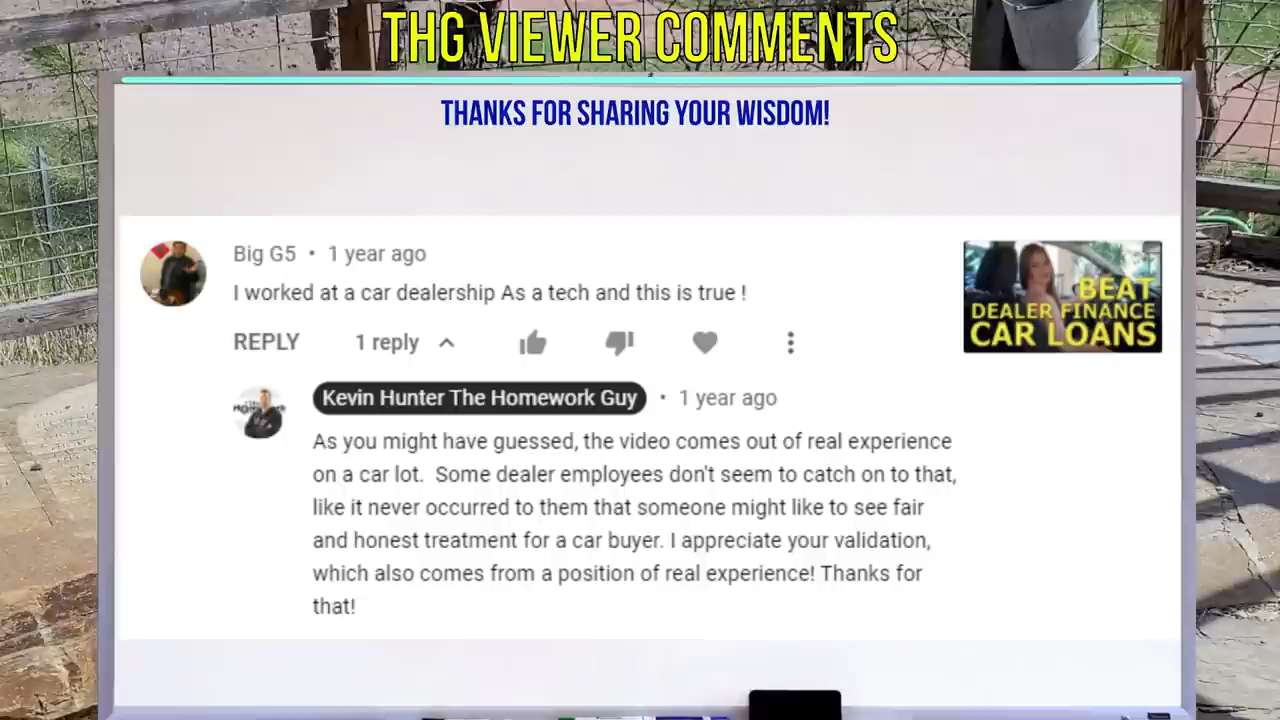 THG VIEWER COMMENTS
THANKS FOR SHARING YOUR WISDOM!
Big G5 • 1 year ago
I worked at a car dealership As a tech and this is true !
REPLY 1 reply
BEAT
DEALER FINANCE
CAR LOANS
Kevin Hunter The Homework Guy • 1 year ago
As you might have guessed, the video comes out of real experience
on a car lot.  Some dealer employees don't seem to catch on to that,
like it never occurred to them that someone might like to see fair
and honest treatment for a car buyer. I appreciate your validation,
which also comes from a position of real experience! Thanks for
that!